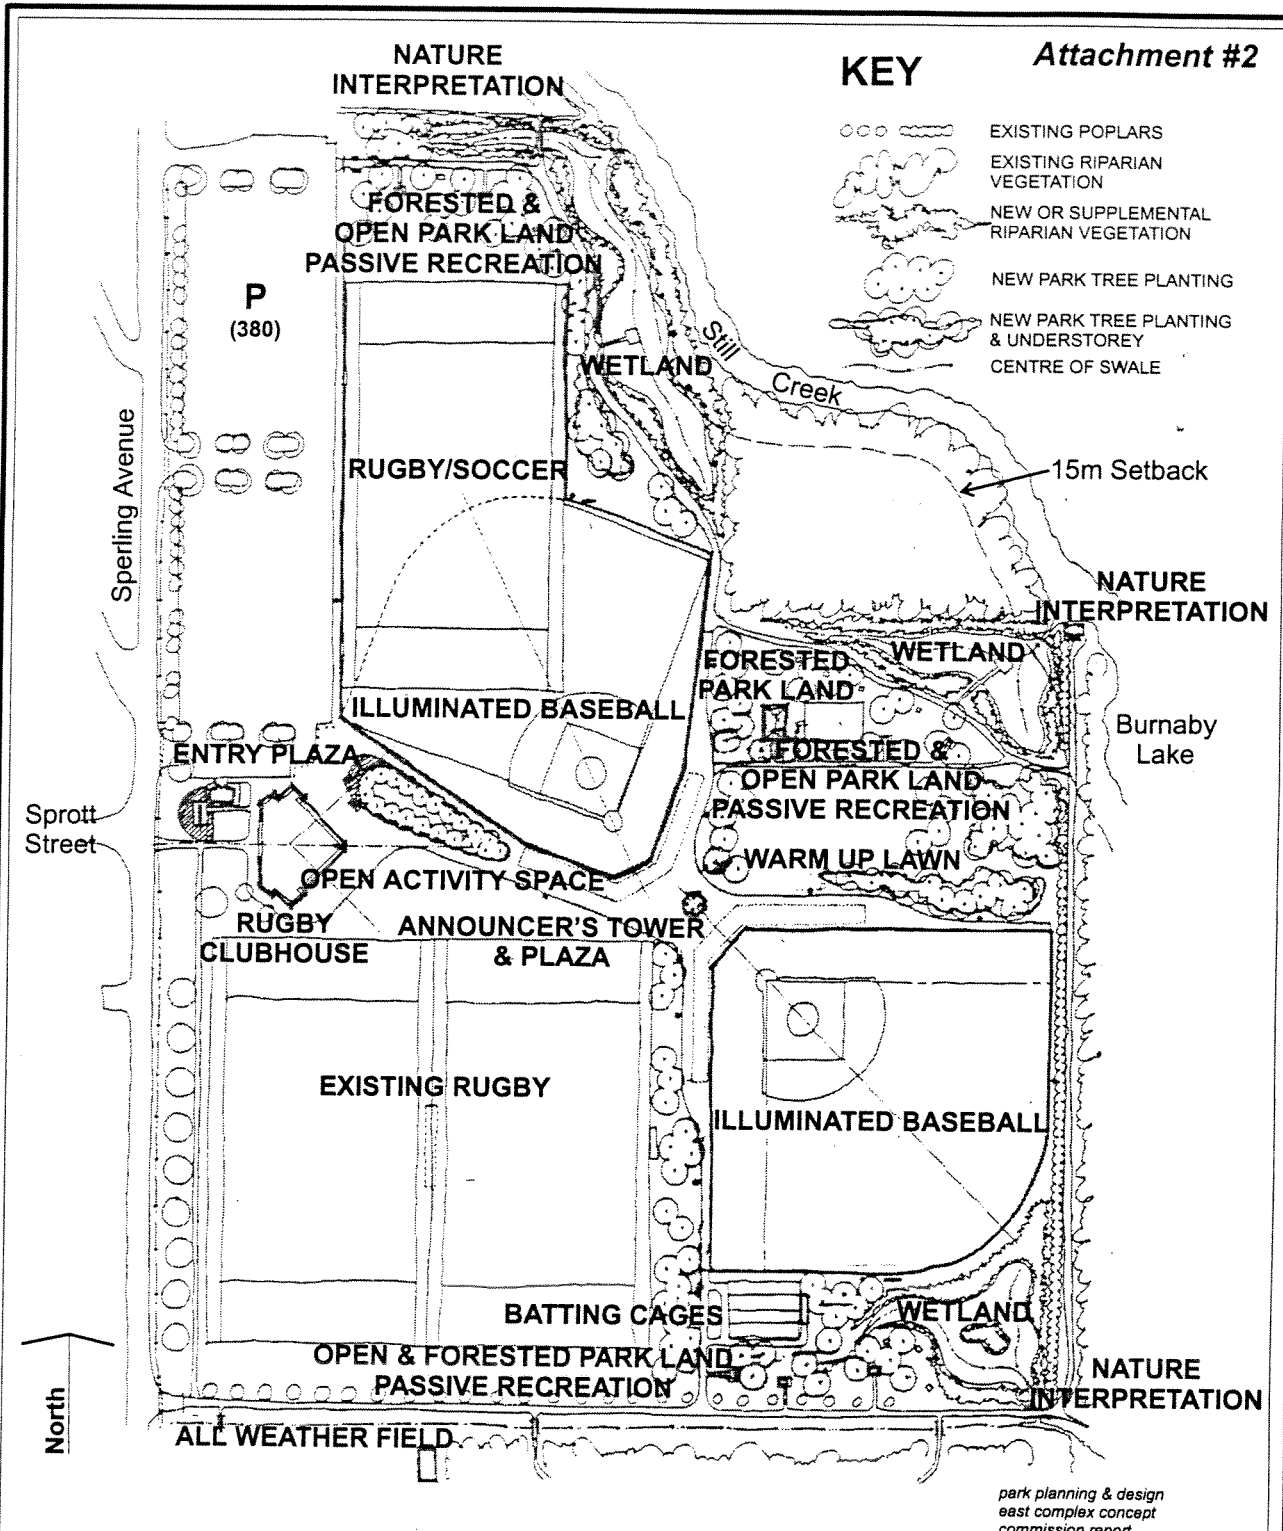 Attachment #2
NATURE
INTERPRETATION
KEY
EXISTING POPLARS
EXISTING RIPARIAN
VEGETATION
NEW OR SUPPLEMENTAL
RIPARIAN VEGETATION
NEW PARK TREE PLANTING
NEW PARK TREE PLANTING
& UNDERSTOREY
CENTRE OF SWALE
FORESTED &
OPEN PARK LAND
PASSIVE RECREATION
P
(380)
Still
Creek
WETLAND
Sperling Avenue
RUGBY/SOCCER
15m Setback
NATURE
INTERPRETATION
WETLAND
FORESTED
PARK LAND
ILLUMINATED BASEBALL
Burnaby
Lake
ENTRY PLAZA
FORESTED &
OPEN PARK LAND
PASSIVE RECREATION
Sprott
Street
WARM UP LAWN
OPEN ACTIVITY SPACE
RUGBY
CLUBHOUSE
ANNOUNCER'S TOWER
& PLAZA
EXISTING RUGBY
ILLUMINATED BASEBALL
BATTING CAGES
WETLAND
OPEN & FORESTED PARK LAND
PASSIVE RECREATION
NATURE
INTERPRETATION
North
ALL WEATHER FIELD
park planning & design
east complex concept
commission report